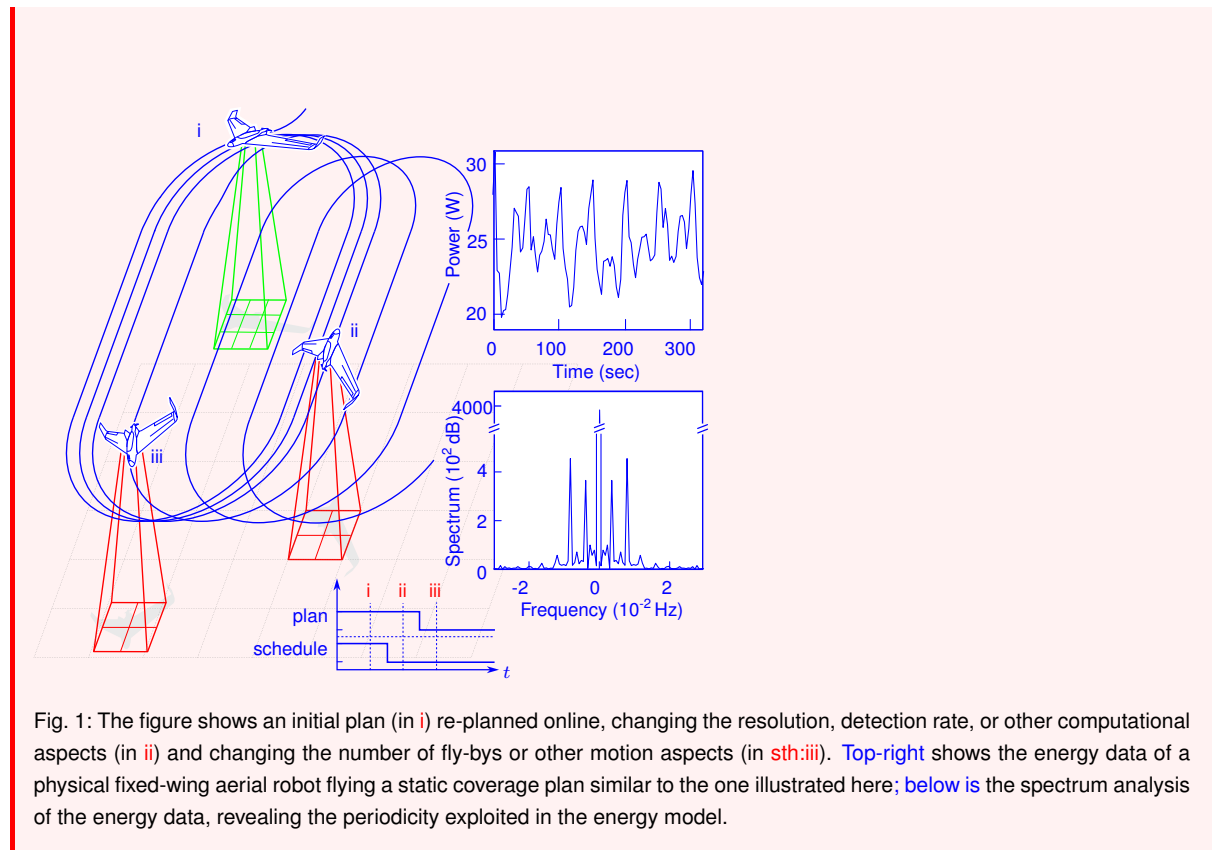 i
ii
iii
30
25
20
Power (W)
0 100 200 300
Time (sec)
4000
4
2
0
Spectrum (10² dB)
-2 0 2
Frequency (10⁻² Hz)
i ii iii
plan
schedule
t
Fig. 1: The figure shows an initial plan (in i) re-planned online, changing the resolution, detection rate, or other computational
aspects (in ii) and changing the number of fly-bys or other motion aspects (in sth:iii). Top-right shows the energy data of a
physical fixed-wing aerial robot flying a static coverage plan similar to the one illustrated here; below is the spectrum analysis
of the energy data, revealing the periodicity exploited in the energy model.